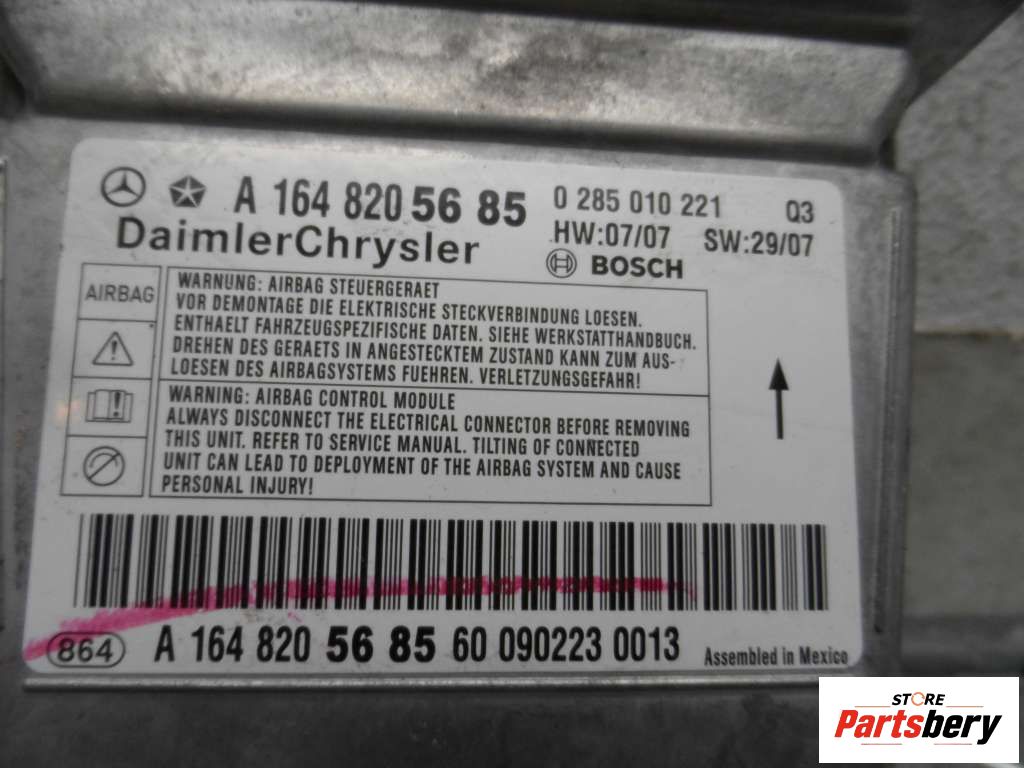 A 164 820 56 85 0 285 010 221 Q3
DaimlerChrysler HW:07/07 SW:29/07
BOSCH
AIRBAG
WARNUNG: AIRBAG STEUERGERAET
VOR DEMONTAGE DIE ELEKTRISCHE STECKVERBINDUNG LOESEN.
ENTHAELT FAHRZEUGSPEZIFISCHE DATEN. SIEHE WERKSTATTHANDBUCH.
DREHEN DES GERAETS IN ANGESTECKTEM ZUSTAND KANN ZUM AUS-
LOESEN DES AIRBAGSYSTEMS FUEHREN. VERLETZUNGSGEFAHR!
WARNING: AIRBAG CONTROL MODULE
ALWAYS DISCONNECT THE ELECTRICAL CONNECTOR BEFORE REMOVING
THIS UNIT. REFER TO SERVICE MANUAL. TILTING OF CONNECTED
UNIT CAN LEAD TO DEPLOYMENT OF THE AIRBAG SYSTEM AND CAUSE
PERSONAL INJURY!
864 A 164 820 56 85 60 090223 0013 Assembled in Mexico
STORE
Partsbery